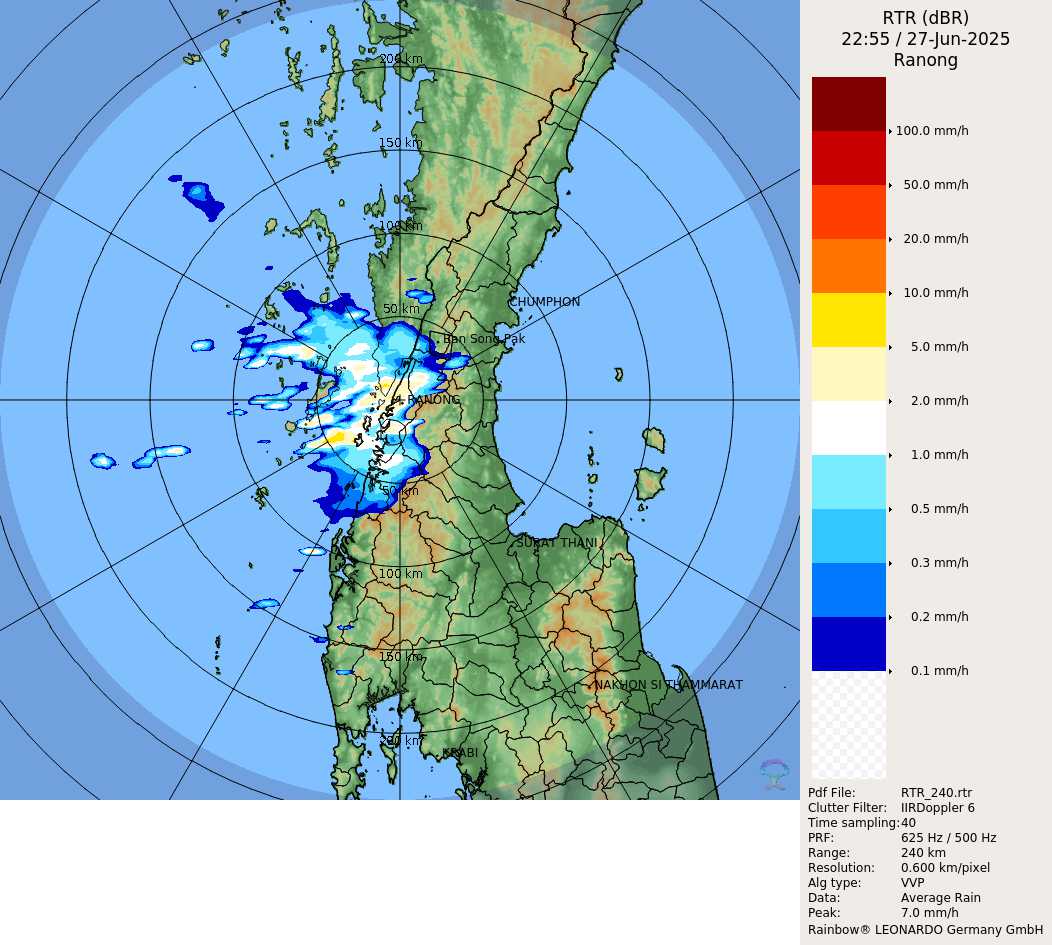 RTR (dBR)
22:55 / 27-Jun-2025
Ranong
200 km
150 km
100 km
50 km
CHUMPHON
Ban Song Pak
RANONG
50 km
SURAT THANI
100 km
150 km
NAKHON SI THAMMARAT
200 km
KRABI
100.0 mm/h
50.0 mm/h
20.0 mm/h
10.0 mm/h
5.0 mm/h
2.0 mm/h
1.0 mm/h
0.5 mm/h
0.3 mm/h
0.2 mm/h
0.1 mm/h
Pdf File: RTR_240.rtr
Clutter Filter: IIRDoppler 6
Time sampling:40
PRF: 625 Hz / 500 Hz
Range: 240 km
Resolution: 0.600 km/pixel
Alg type: VVP
Data: Average Rain
Peak: 7.0 mm/h
Rainbow® LEONARDO Germany GmbH